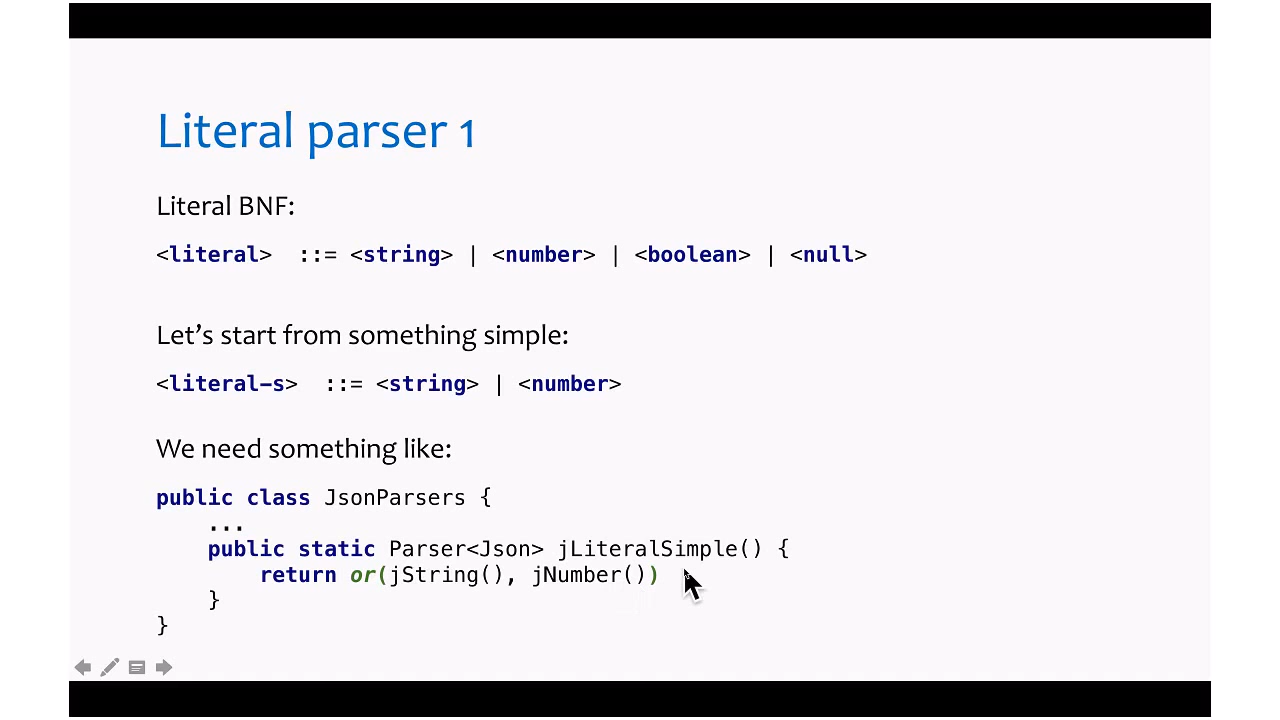 Literal parser 1
Literal BNF:
<literal>  ::= <string> | <number> | <boolean> | <null>
Let’s start from something simple:
<literal-s>  ::= <string> | <number>
We need something like:
public class JsonParsers {
    ...
    public static Parser<Json> jLiteralSimple() {
        return or(jString(), jNumber())
    }
}